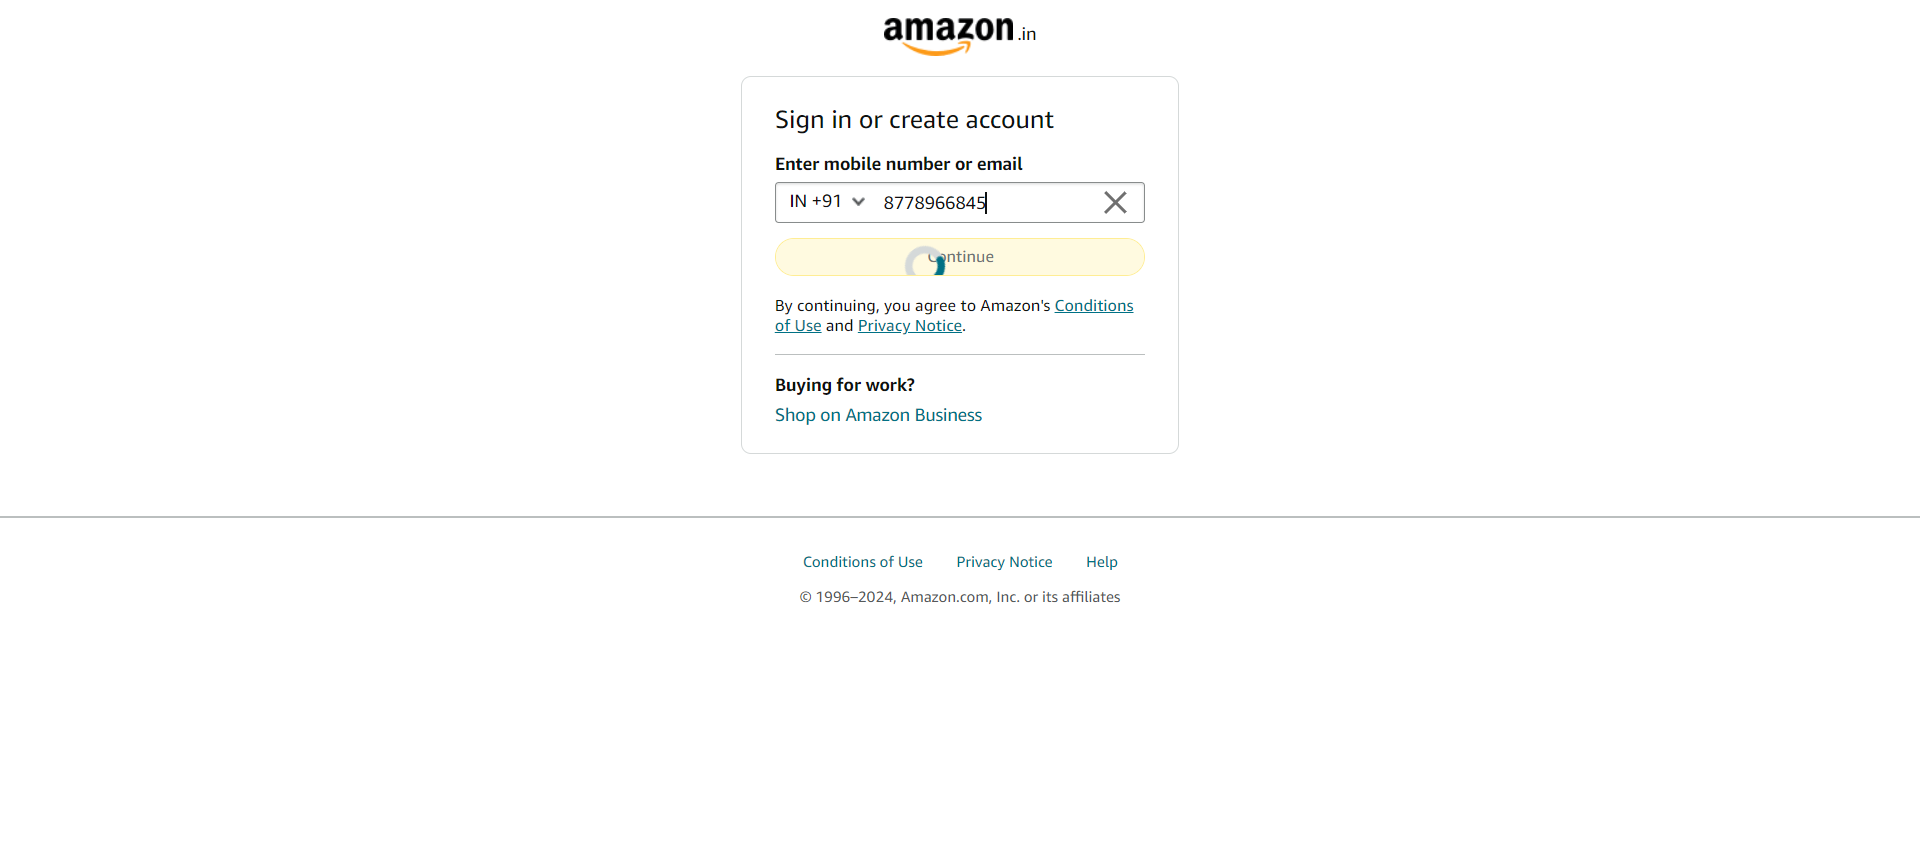 amazon.in
Sign in or create account
Enter mobile number or email
IN +91 8778966845
Continue
By continuing, you agree to Amazon's Conditions
of Use and Privacy Notice.
Buying for work?
Shop on Amazon Business
Conditions of Use Privacy Notice Help
© 1996–2024, Amazon.com, Inc. or its affiliates